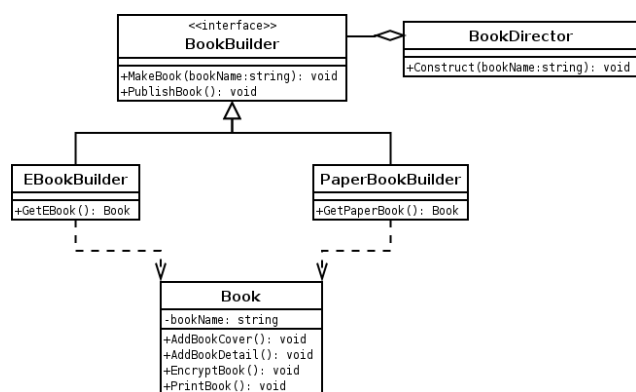 <<interface>>
BookBuilder
+MakeBook(bookName:string): void
+PublishBook(): void
BookDirector
+Construct(bookName:string): void
EBookBuilder
+GetEBook(): Book
PaperBookBuilder
+GetPaperBook(): Book
Book
-bookName: string
+AddBookCover(): void
+AddBookDetail(): void
+EncryptBook(): void
+PrintBook(): void